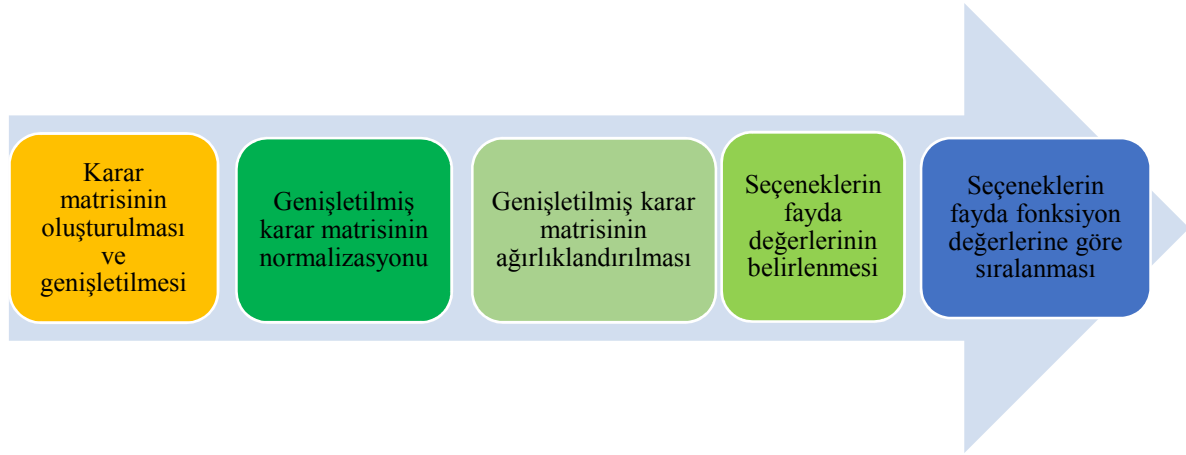 Karar
matrisinin
oluşturulması
ve
genişletilmesi
Genişletilmiş
karar matrisinin
normalizasyonu
Genişletilmiş karar
matrisinin
ağırlıklandırılması
Seçeneklerin
fayda
değerlerinin
belirlenmesi
Seçeneklerin
fayda fonksiyon
değerlerine göre
sıralanması